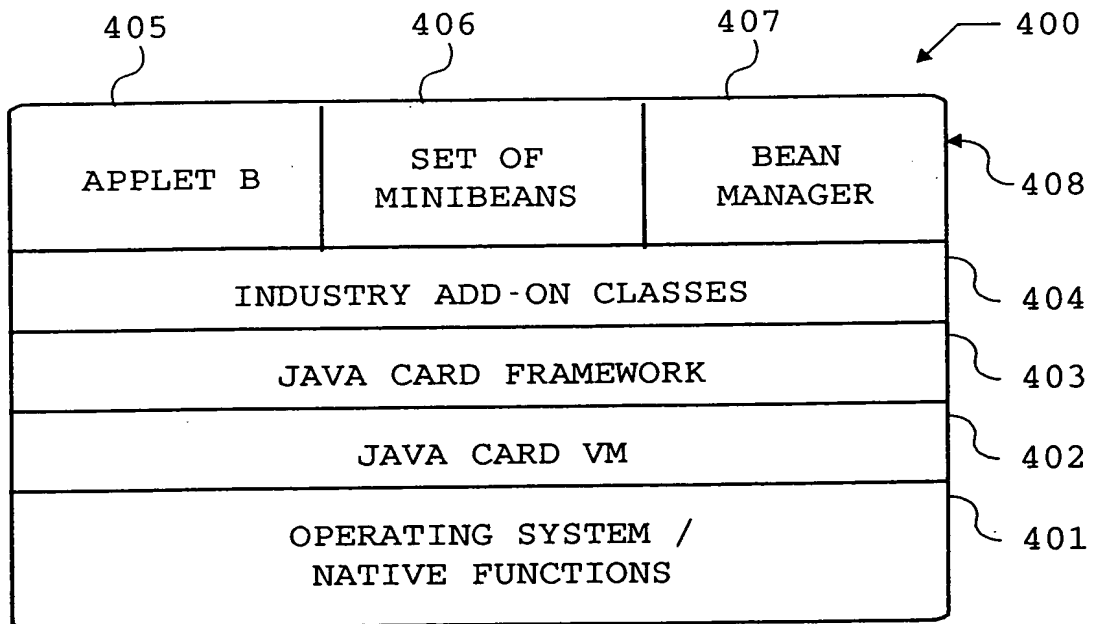 405 406 407 400
APPLET B
SET OF
MINIBEANS
BEAN
MANAGER
408
INDUSTRY ADD-ON CLASSES
404
JAVA CARD FRAMEWORK
403
JAVA CARD VM
402
OPERATING SYSTEM /
NATIVE FUNCTIONS
401